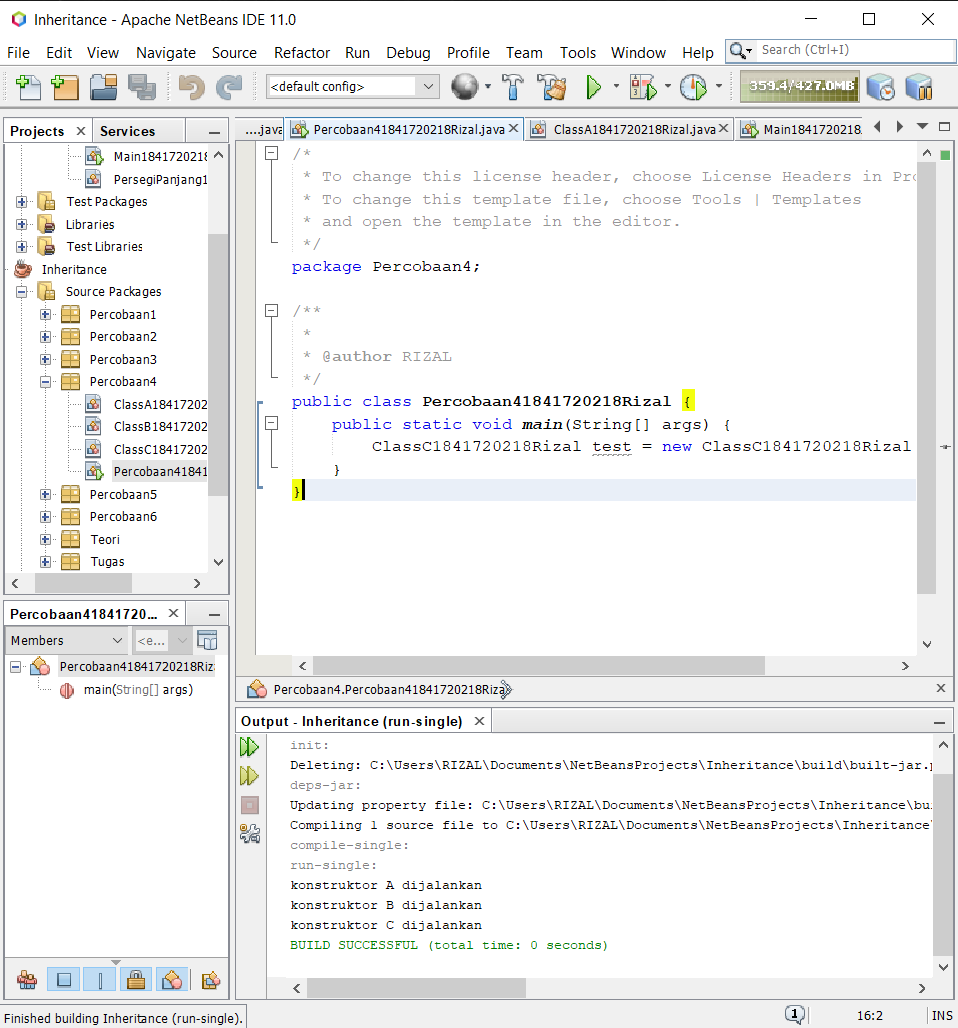 Inheritance - Apache NetBeans IDE 11.0
File Edit View Navigate Source Refactor Run Debug Profile Team Tools Window Help
Search (Ctrl+I)
<default config>
359.4/427.0MB
Projects Services
Main184172021
PersegiPanjang1
Test Packages
Libraries
Test Libraries
Inheritance
Source Packages
Percobaan1
Percobaan2
Percobaan3
Percobaan4
ClassA1841720
ClassB1841720
ClassC1841720
Percobaan41841
Percobaan5
Percobaan6
Teori
Tugas
....java Percobaan41841720218Rizal.java ClassA1841720218Rizal.java Main1841720218
/*
* To change this license header, choose License Headers in Pro
* To change this template file, choose Tools | Templates
* and open the template in the editor.
*/
package Percobaan4;
/**
*
* @author RIZAL
*/
public class Percobaan41841720218Rizal {
public static void main(String[] args) {
ClassC1841720218Rizal test = new ClassC1841720218Rizal
}
}
Percobaan4.Percobaan41841720218Rizal
Percobaan4184172​0...
Members <e...
Percobaan41841720218Riz
main(String[] args)
Output - Inheritance (run-single)
init:
Deleting: C:\Users\RIZAL\Documents\NetBeansProjects\Inheritance\build\built-jar.p
deps-jar:
Updating property file: C:\Users\RIZAL\Documents\NetBeansProjects\Inheritance\bui
Compiling 1 source file to C:\Users\RIZAL\Documents\NetBeansProjects\Inheritance
compile-single:
run-single:
konstruktor A dijalankan
konstruktor B dijalankan
konstruktor C dijalankan
BUILD SUCCESSFUL (total time: 0 seconds)
Finished building Inheritance (run-single).
1
16:2
INS